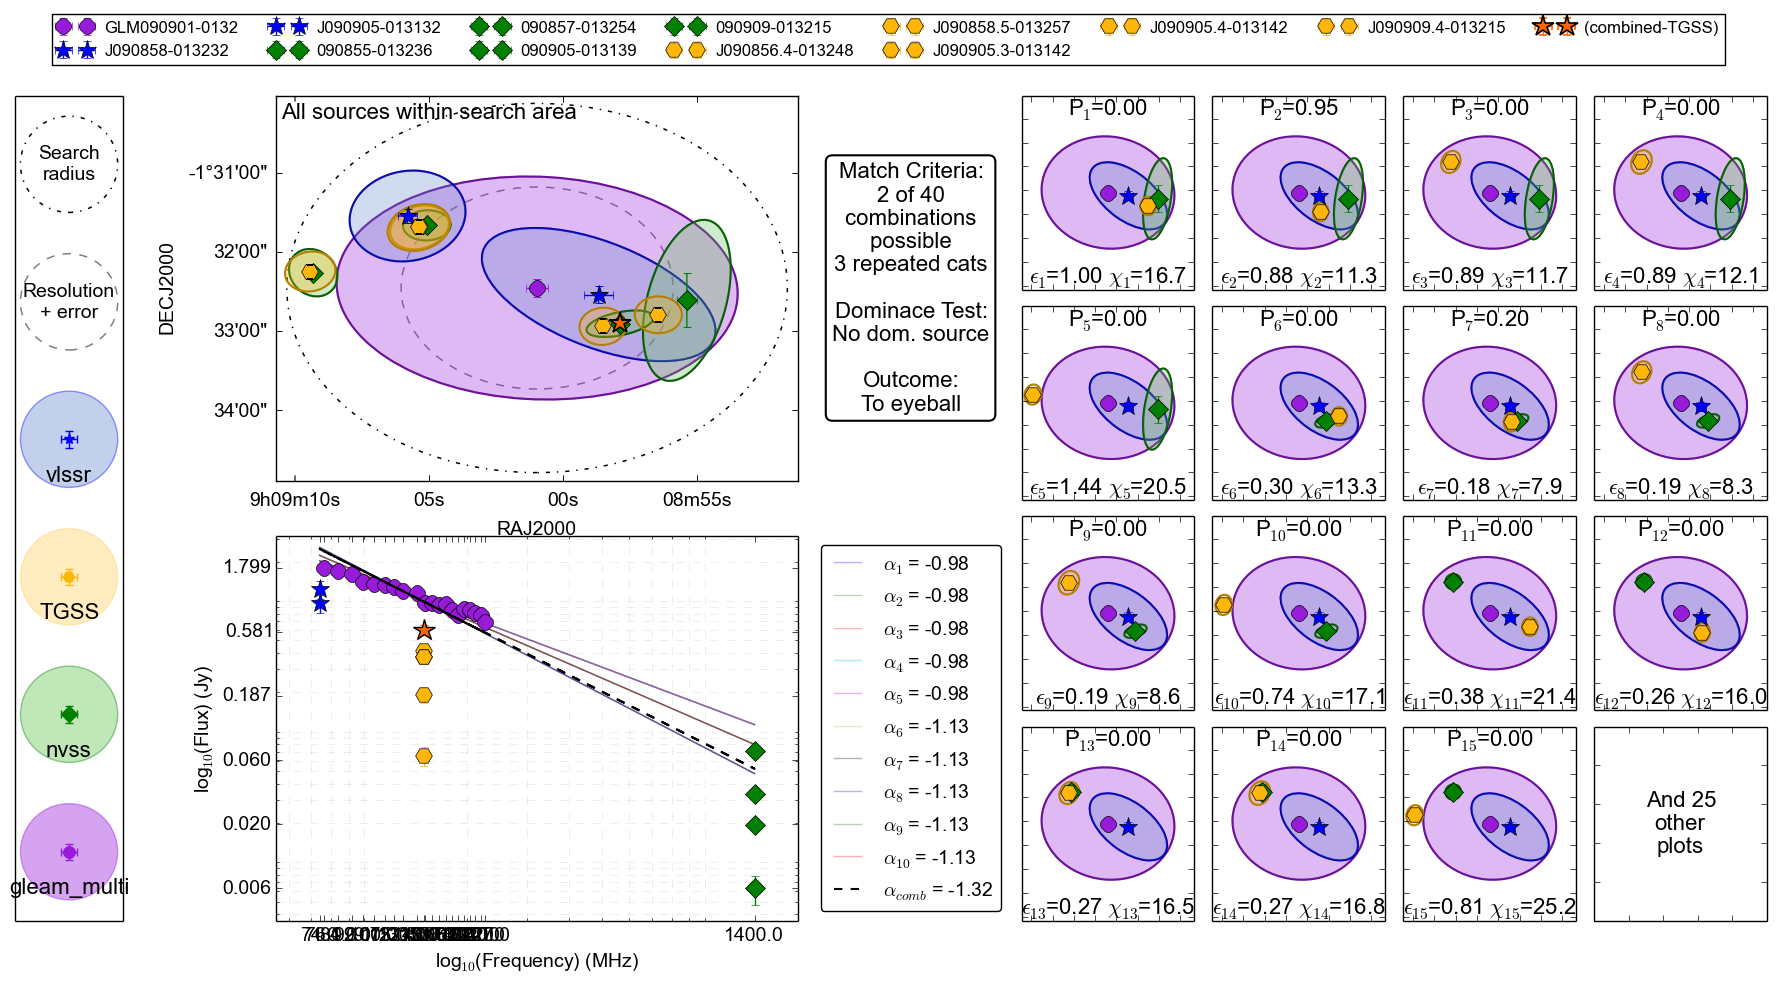 GLM090901-0132
J090905-013132
090857-013254
090909-013215
J090858.5-013257
J090905.4-013142
J090909.4-013215
(combined-TGSS)
J090858-013232
090855-013236
090905-013139
J090856.4-013248
J090905.3-013142
Search
radius
Resolution
+ error
vlssr
TGSS
nvss
gleam_multi
All sources within search area
DECJ2000
-1°31'00"
32'00"
33'00"
34'00"
9h09m10s
05s
00s
08m55s
RAJ2000
Match Criteria:
2 of 40
combinations
possible
3 repeated cats
Dominace Test:
No dom. source
Outcome:
To eyeball
log10(Flux) (Jy)
1.799
0.581
0.187
0.060
0.020
0.006
1400.0
log10(Frequency) (MHz)
α1 = -0.98
α2 = -0.98
α3 = -0.98
α4 = -0.98
α5 = -0.98
α6 = -1.13
α7 = -1.13
α8 = -1.13
α9 = -1.13
α10 = -1.13
αcomb = -1.32
P1=0.00
ϵ1=1.00 χ1=16.7
P2=0.95
ϵ2=0.88 χ2=11.3
P3=0.00
ϵ3=0.89 χ3=11.7
P4=0.00
ϵ4=0.89 χ4=12.1
P5=0.00
ϵ5=1.44 χ5=20.5
P6=0.00
ϵ6=0.30 χ6=13.3
P7=0.20
ϵ7=0.18 χ7=7.9
P8=0.00
ϵ8=0.19 χ8=8.3
P9=0.00
ϵ9=0.19 χ9=8.6
P10=0.00
ϵ10=0.74 χ10=17.1
P11=0.00
ϵ11=0.38 χ11=21.4
P12=0.00
ϵ12=0.26 χ12=16.0
P13=0.00
ϵ13=0.27 χ13=16.5
P14=0.00
ϵ14=0.27 χ14=16.8
P15=0.00
ϵ15=0.81 χ15=25.2
And 25
other
plots